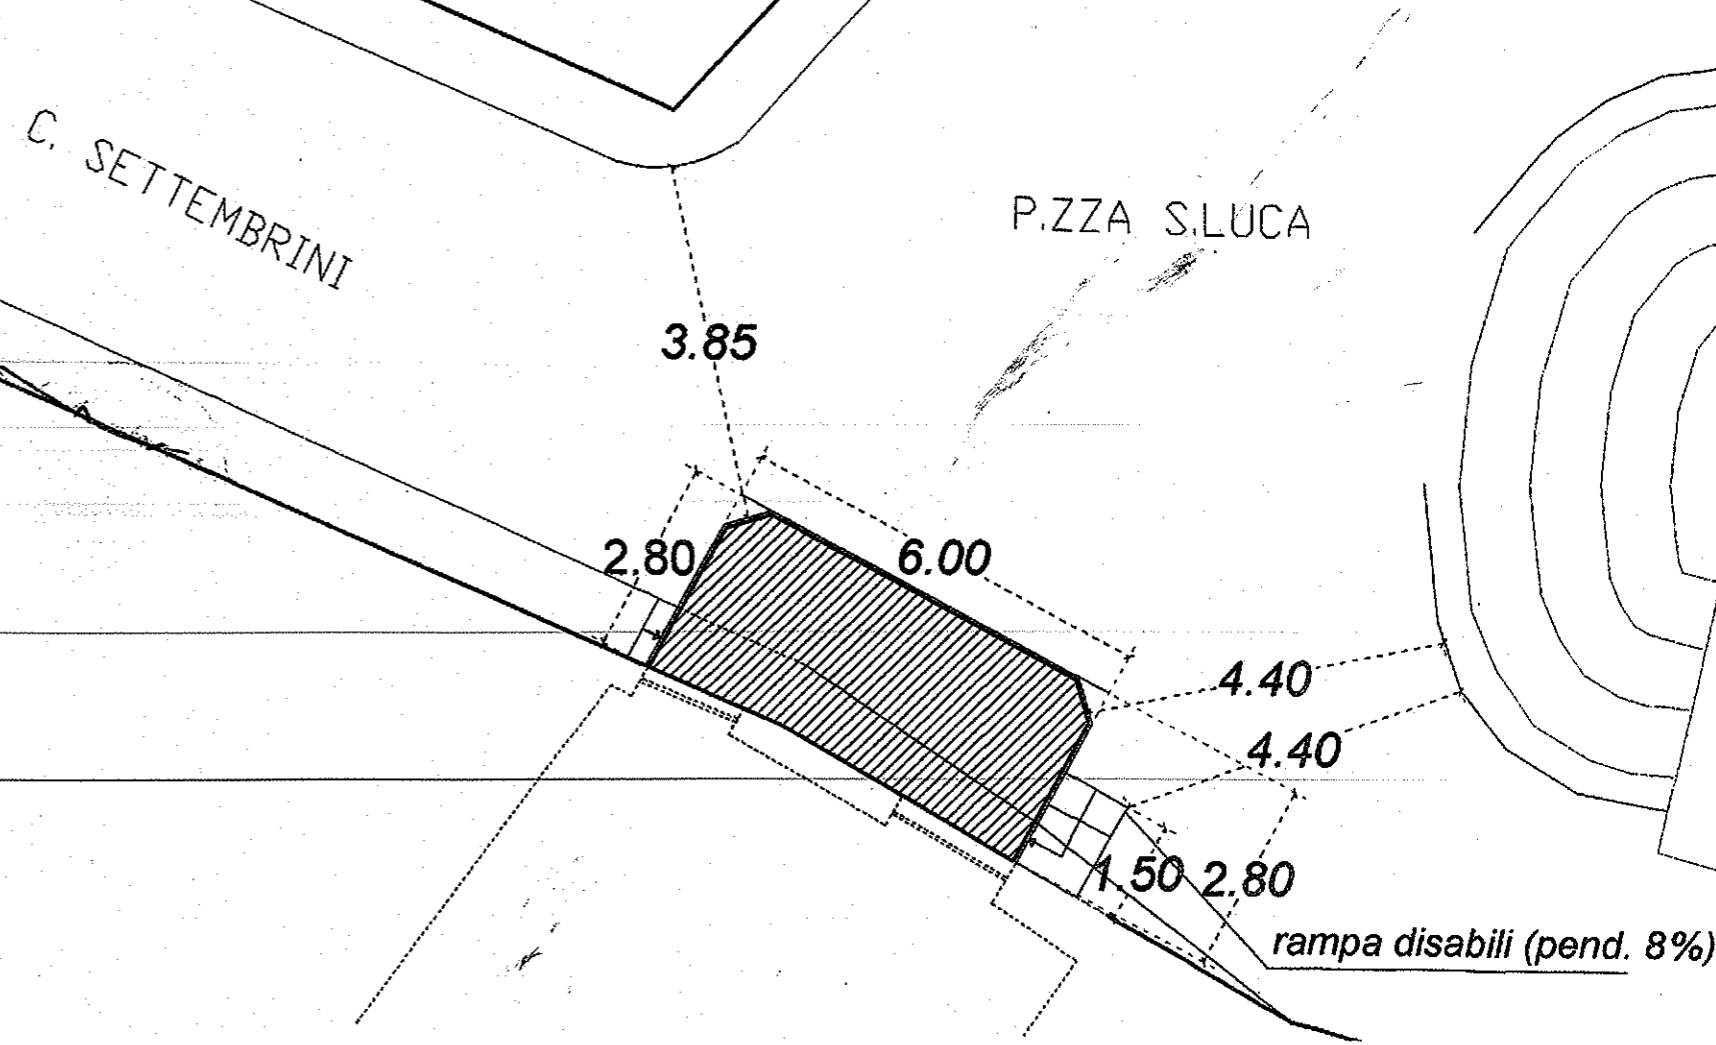 C. SETTEMBRINI
P.ZZA S.LUCA
3.85
2.80
6.00
4.40
4.40
1.50
2.80
rampa disabili (pend. 8%)